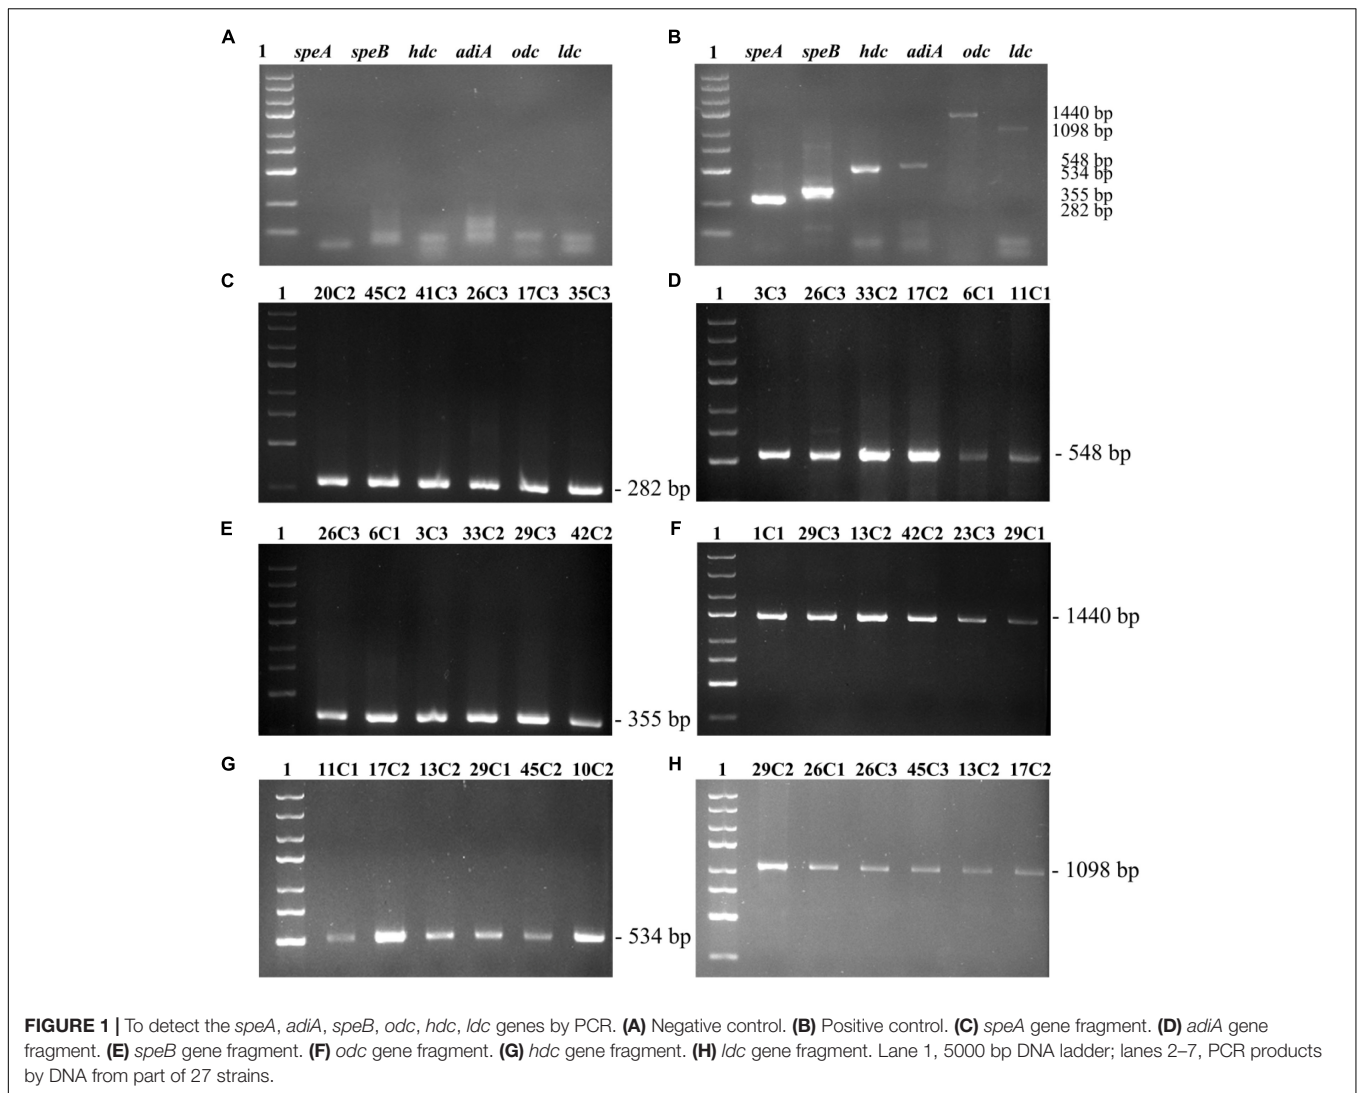 A
1 speA speB hdc adiA odc ldc
B
1 speA speB hdc adiA odc ldc
1440 bp
1098 bp
548 bp
534 bp
355 bp
282 bp
C
1 20C2 45C2 41C3 26C3 17C3 35C3
- 282 bp
D
1 3C3 26C3 33C2 17C2 6C1 11C1
- 548 bp
E
1 26C3 6C1 3C3 33C2 29C3 42C2
- 355 bp
F
1 1C1 29C3 13C2 42C2 23C3 29C1
- 1440 bp
G
1 11C1 17C2 13C2 29C1 45C2 10C2
- 534 bp
H
1 29C2 26C1 26C3 45C3 13C2 17C2
- 1098 bp
FIGURE 1 | To detect the speA, adiA, speB, odc, hdc, ldc genes by PCR. (A) Negative control. (B) Positive control. (C) speA gene fragment. (D) adiA gene
fragment. (E) speB gene fragment. (F) odc gene fragment. (G) hdc gene fragment. (H) ldc gene fragment. Lane 1, 5000 bp DNA ladder; lanes 2–7, PCR products
by DNA from part of 27 strains.